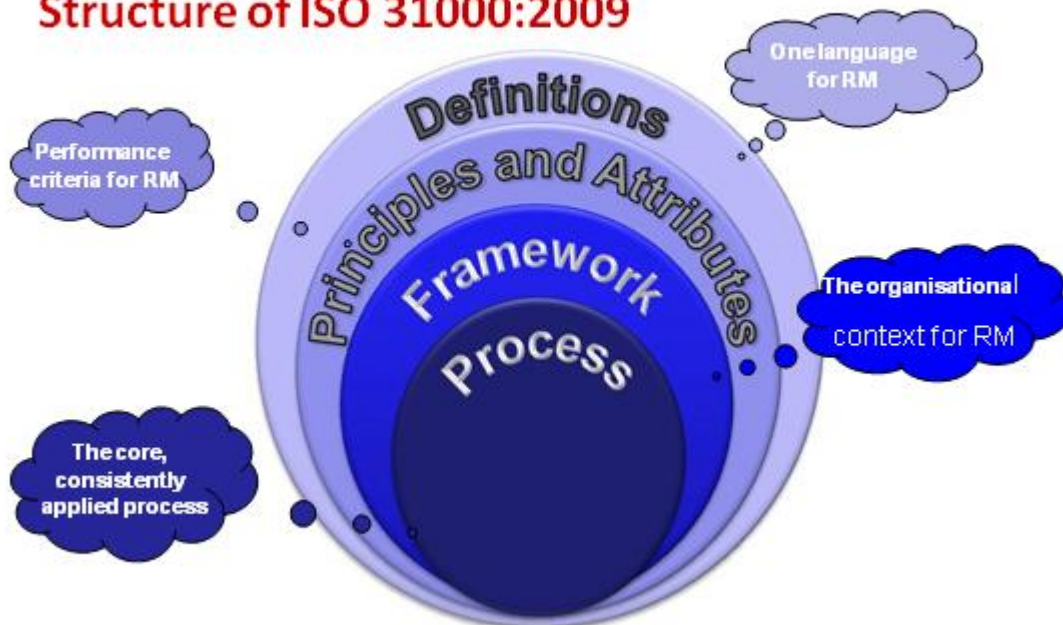 Structure of ISO 31000:2009
One language
for RM
Definitions
Performance
criteria for RM
Principles and Attributes
Framework
The organisational
context for RM
Process
The core,
consistently
applied process